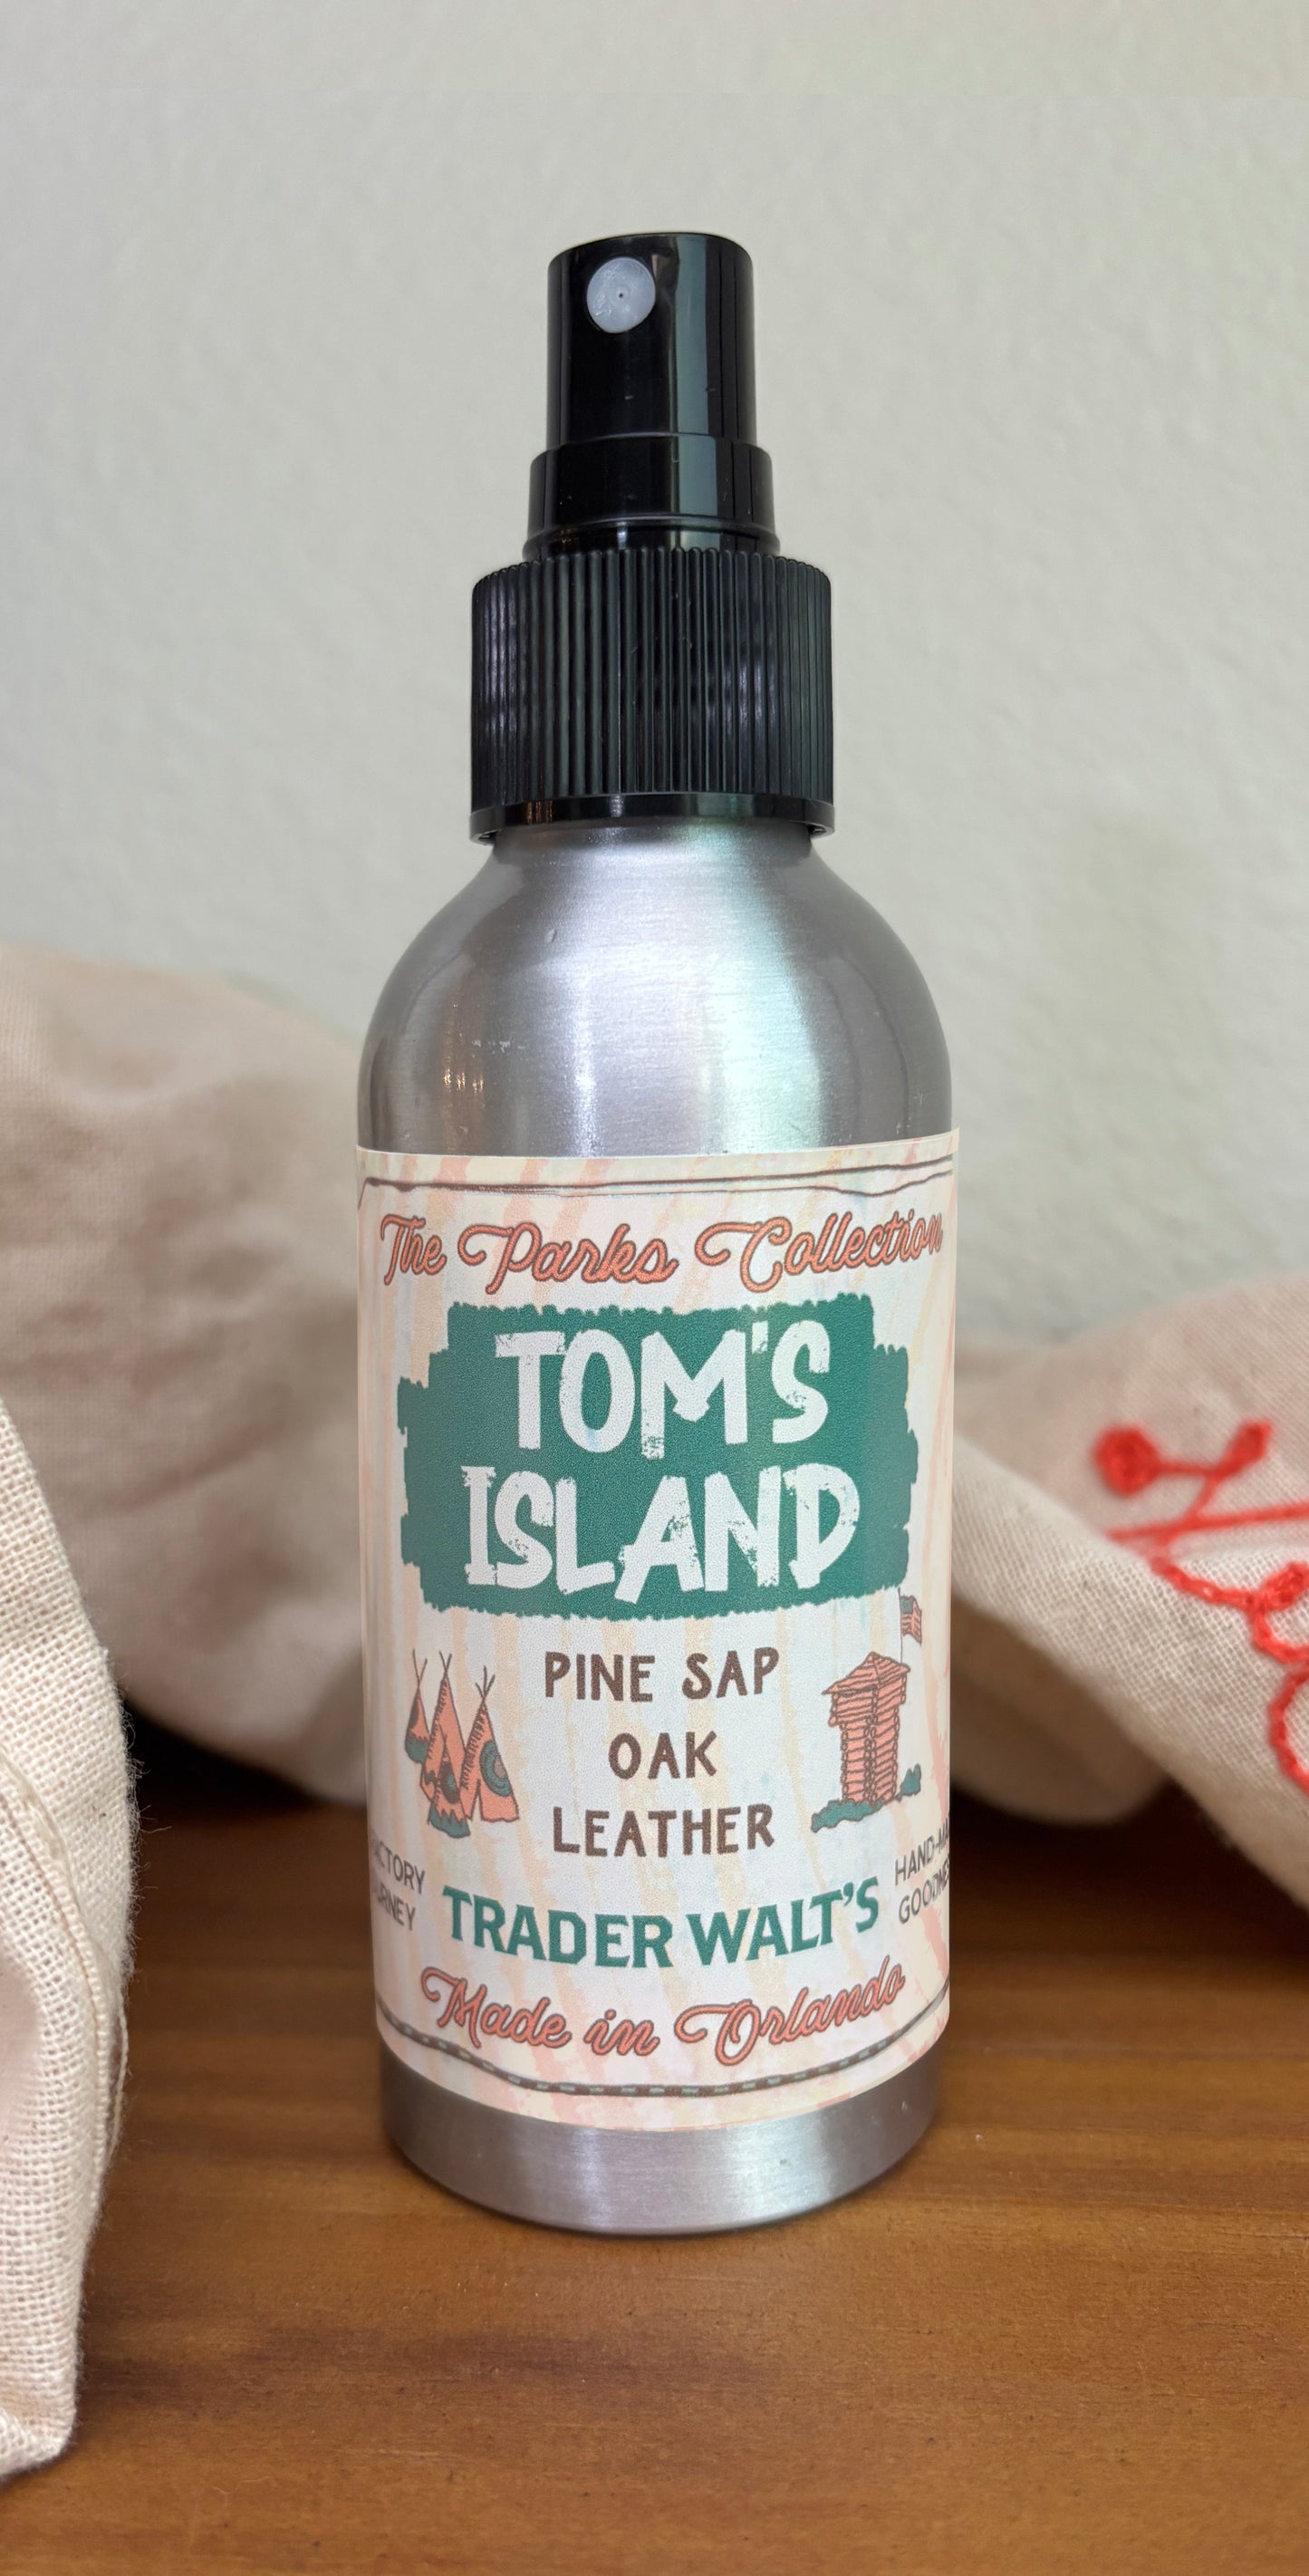 The Parks Collection
TOM'S
ISLAND
PINE SAP
OAK
LEATHER
TRADER WALT'S
Made in Orlando